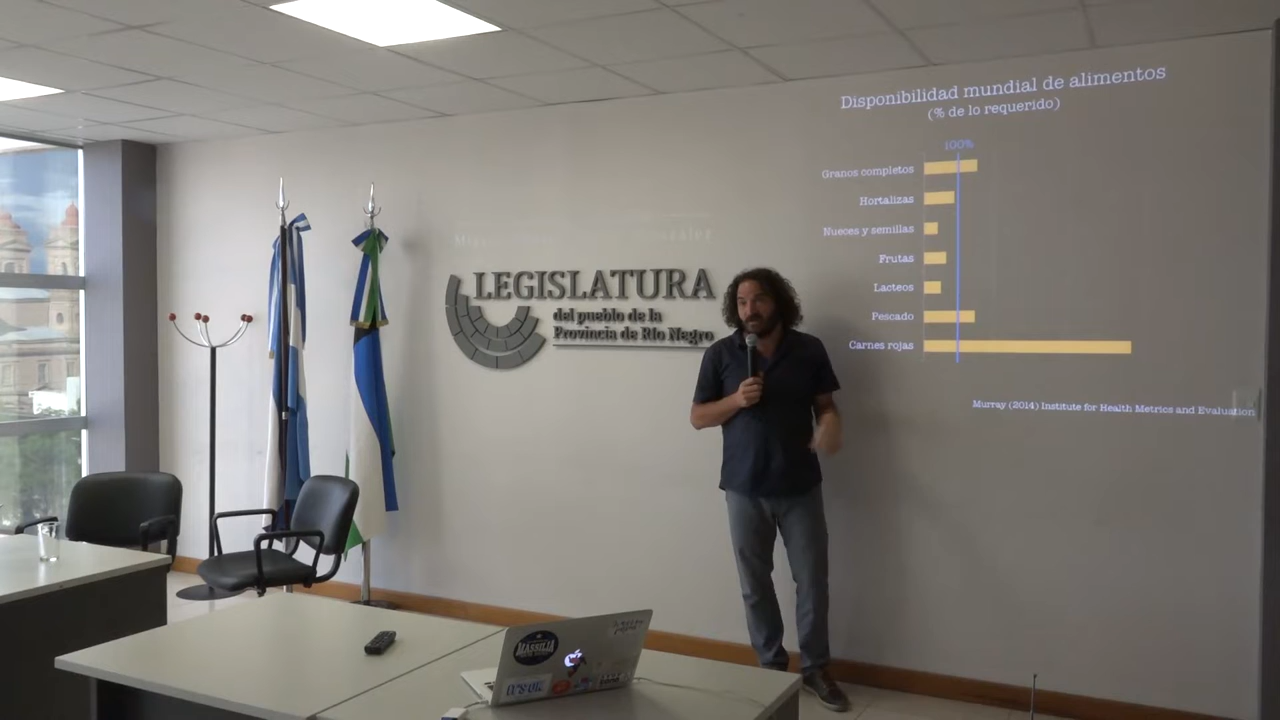 Disponibilidad mundial de alimentos
(% de lo requerido)
100%
Granos completos
Hortalizas
Nueces y semillas
Frutas
Lacteos
Pescado
Carnes rojas
Murray (2014) Institute for Health Metrics and Evaluation
LEGISLATURA
del pueblo de la
Provincia de Río Negro
MASSILIA